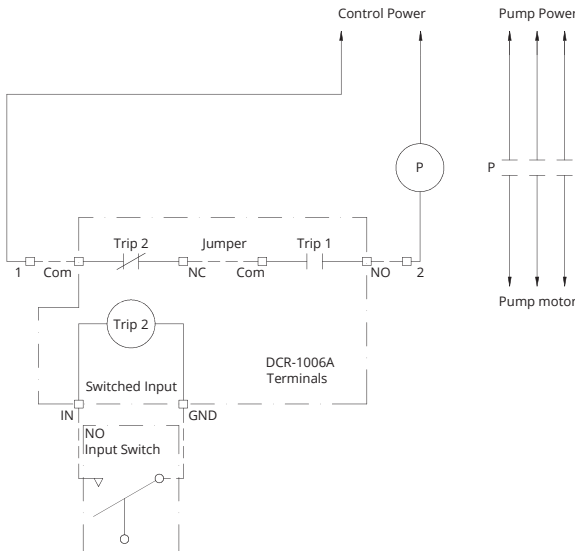 Control Power
Pump Power
P
P
Trip 2
Jumper
Trip 1
1
Com
NC
Com
NO
2
Trip 2
Pump motor
DCR-1006A
Terminals
Switched Input
IN
GND
NO
Input Switch